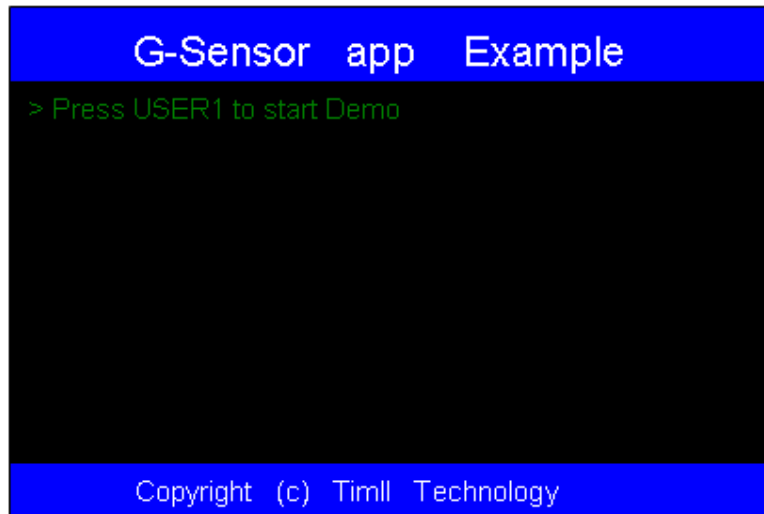 G-Sensor app Example
> Press USER1 to start Demo
Copyright (c) Timll Technology